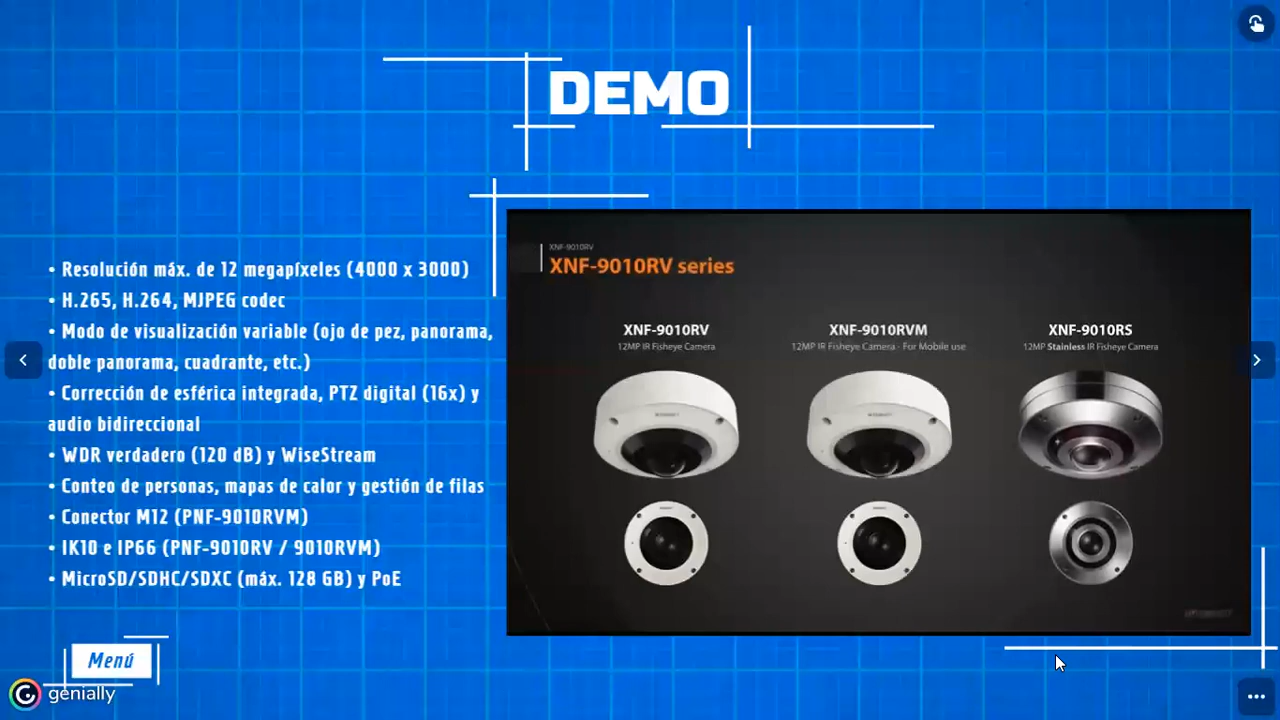 DEMO
• Resolución máx. de 12 megapíxeles (4000 x 3000)
• H.265, H.264, MJPEG codec
• Modo de visualización variable (ojo de pez, panorama,
doble panorama, cuadrante, etc.)
• Corrección de esférica integrada, PTZ digital (16x) y
audio bidireccional
• WDR verdadero (120 dB) y WiseStream
• Conteo de personas, mapas de calor y gestión de filas
• Conector M12 (PNF-9010RVM)
• IK10 e IP66 (PNF-9010RV / 9010RVM)
• MicroSD/SDHC/SDXC (máx. 128 GB) y PoE
XNF-9010RV
XNF-9010RV series
XNF-9010RV
12MP IR Fisheye Camera
XNF-9010RVM
12MP IR Fisheye Camera - For Mobile use
XNF-9010RS
12MP Stainless IR Fisheye Camera
Menú
genially